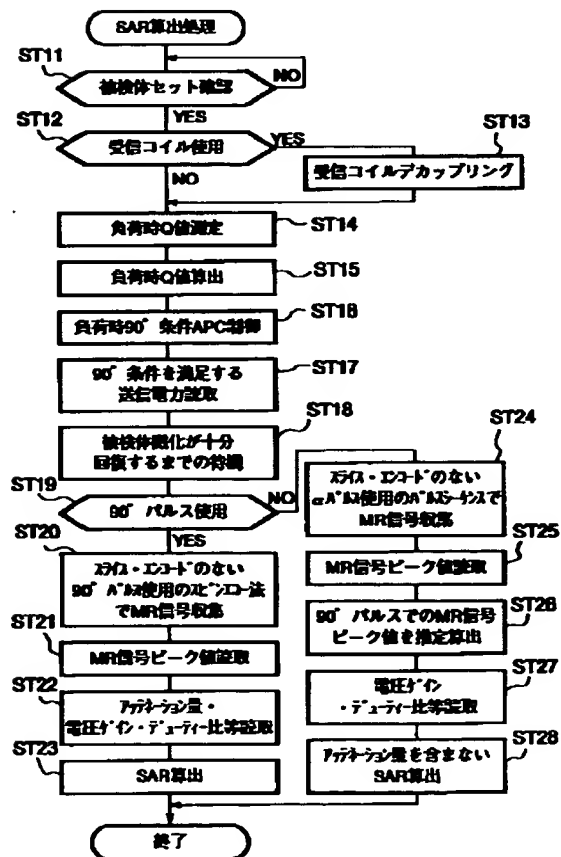 SAR算出処理
ST11
被検体セット確認
NO
YES
ST12
受信コイル使用
YES
NO
ST13
受信コイルデカップリング
ST14
負荷時Q値測定
ST15
負荷時Q値算出
ST16
負荷時90°条件APC制御
ST17
90°条件を満足する
送信電力読取
ST18
被検体磁化が十分
回復するまでの待機
ST19
90°パルス使用
NO
YES
ST20
スライス・エンコードのない
90°パルス使用のスピンエコー法
でMR信号収集
ST21
MR信号ピーク値読取
ST22
アッテネーション量・
電圧ゲイン・デューティー比等読取
ST23
SAR算出
ST24
スライス・エンコードのない
αパルス使用のパルスシーケンスで
MR信号収集
ST25
MR信号ピーク値読取
ST26
90°パルスでのMR信号
ピーク値を推定算出
ST27
電圧ゲイン
・デューティー比等読取
ST28
アッテネーション量を含まない
SAR算出
終了